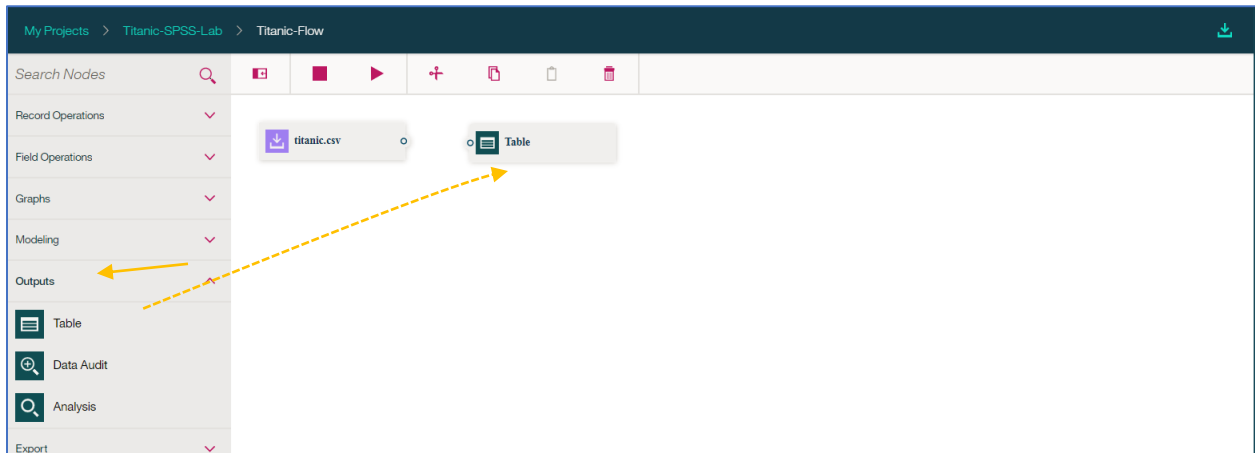 My Projects > Titanic-SPSS-Lab > Titanic-Flow
Search Nodes
Record Operations
Field Operations
Graphs
Modeling
Outputs
Table
Data Audit
Analysis
Export
titanic.csv
Table